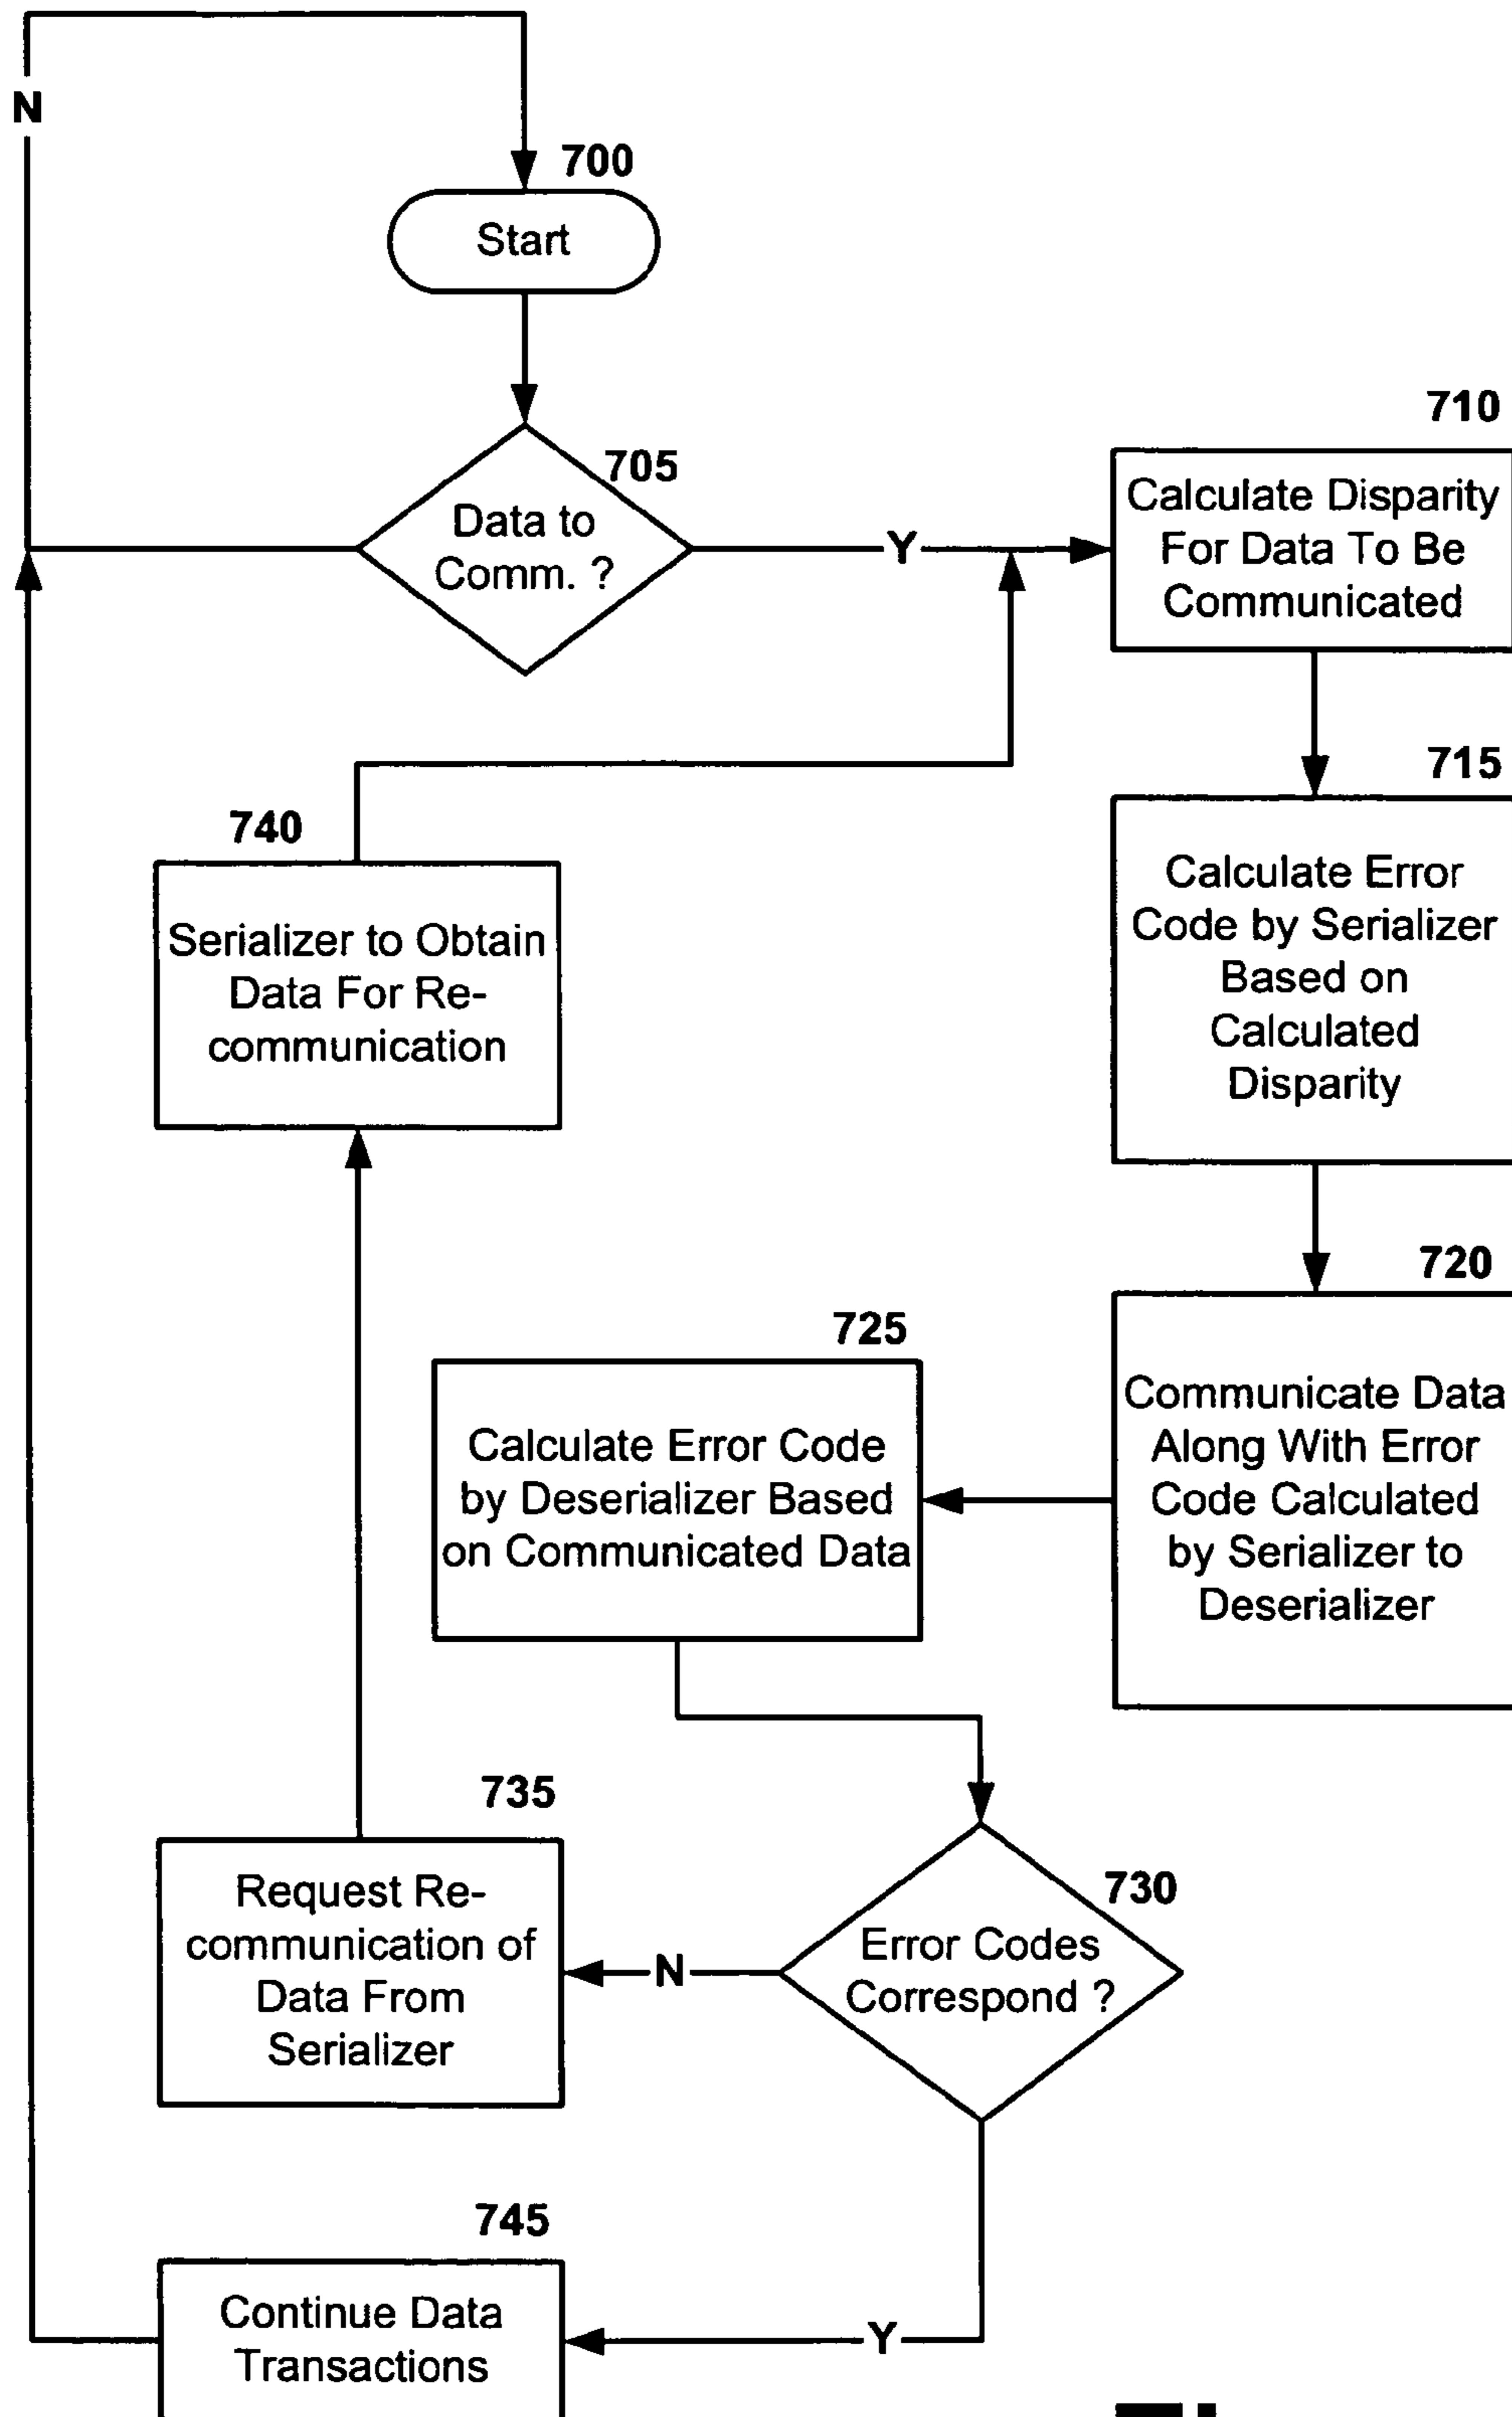 N
700
Start
705
Data to
Comm. ?
Y
710
Calculate Disparity
For Data To Be
Communicated
715
Calculate Error
Code by Serializer
Based on
Calculated
Disparity
740
Serializer to Obtain
Data For Re-
communication
720
Communicate Data
Along With Error
Code Calculated
by Serializer to
Deserializer
725
Calculate Error Code
by Deserializer Based
on Communicated Data
730
Error Codes
Correspond ?
N
735
Request Re-
communication of
Data From
Serializer
Y
745
Continue Data
Transactions